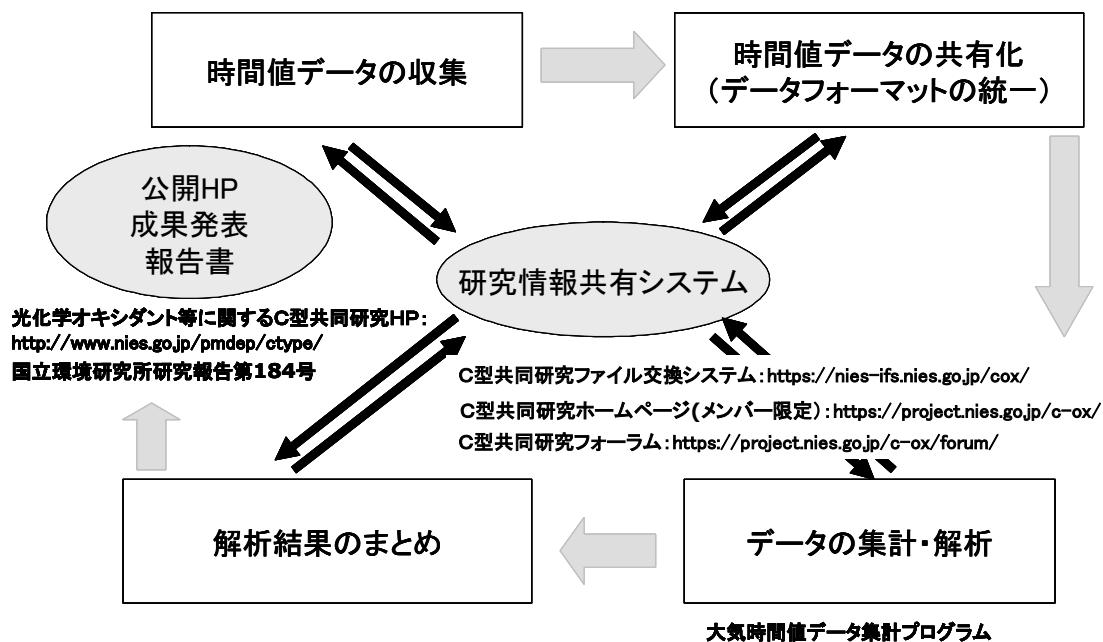 時間値データの収集
時間値データの共有化
（データフォーマットの統一）
公開HP
成果発表
報告書
研究情報共有システム
光化学オキシダント等に関するC型共同研究HP：
http://www.nies.go.jp/pmdep/ctype/
国立環境研究所研究報告第184号
C型共同研究ファイル交換システム：https://nies-ifs.nies.go.jp/cox/
C型共同研究ホームページ(メンバー限定）：https://project.nies.go.jp/c-ox/
C型共同研究フォーラム：https://project.nies.go.jp/c-ox/forum/
解析結果のまとめ
データの集計・解析
大気時間値データ集計プログラム